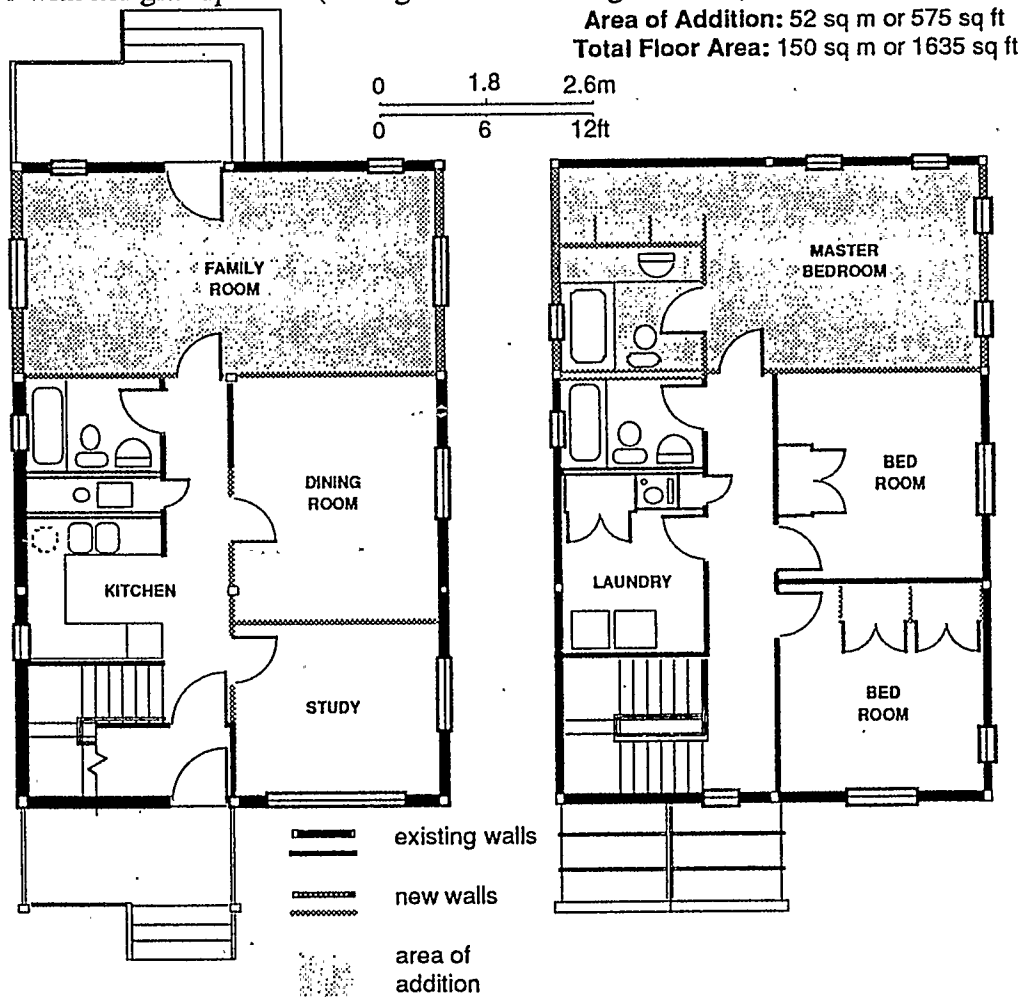 Area of Addition: 52 sq m or 575 sq ft
Total Floor Area: 150 sq m or 1635 sq ft
0 1.8 2.6m
0 6 12ft
FAMILY
ROOM
MASTER
BEDROOM
DINING
ROOM
BED
ROOM
KITCHEN
LAUNDRY
STUDY
BED
ROOM
existing walls
new walls
area of
addition